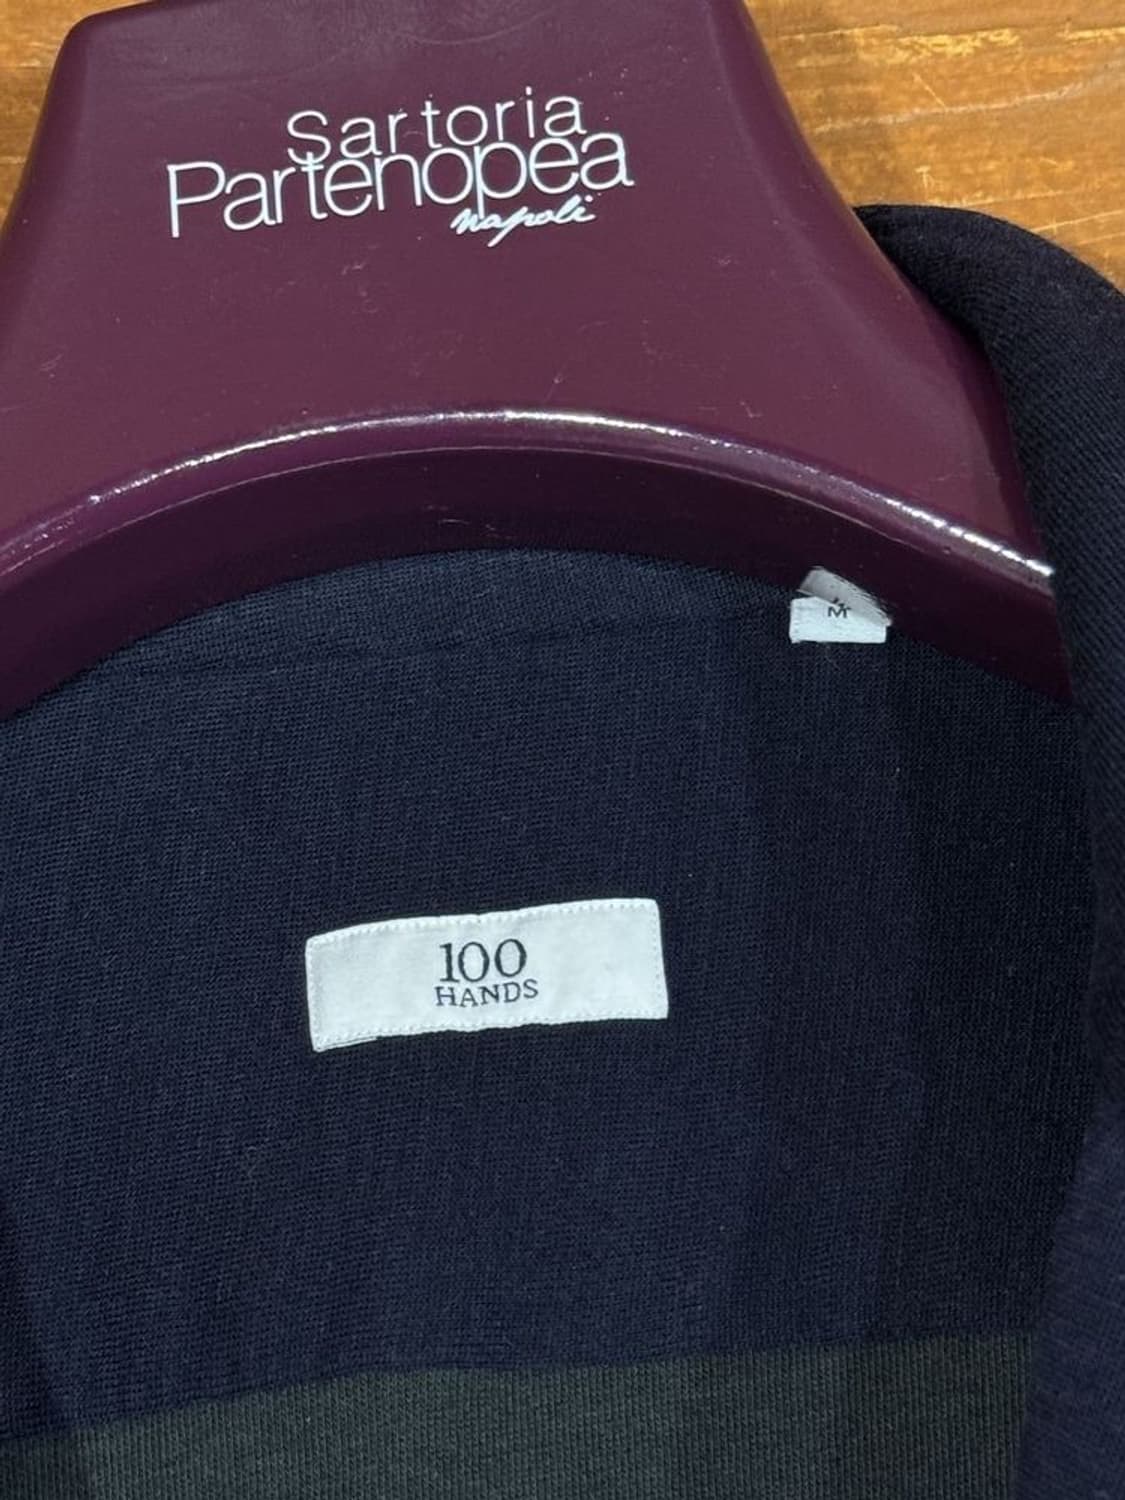 Sartoria
Partenopea
napoli
M
100
HANDS